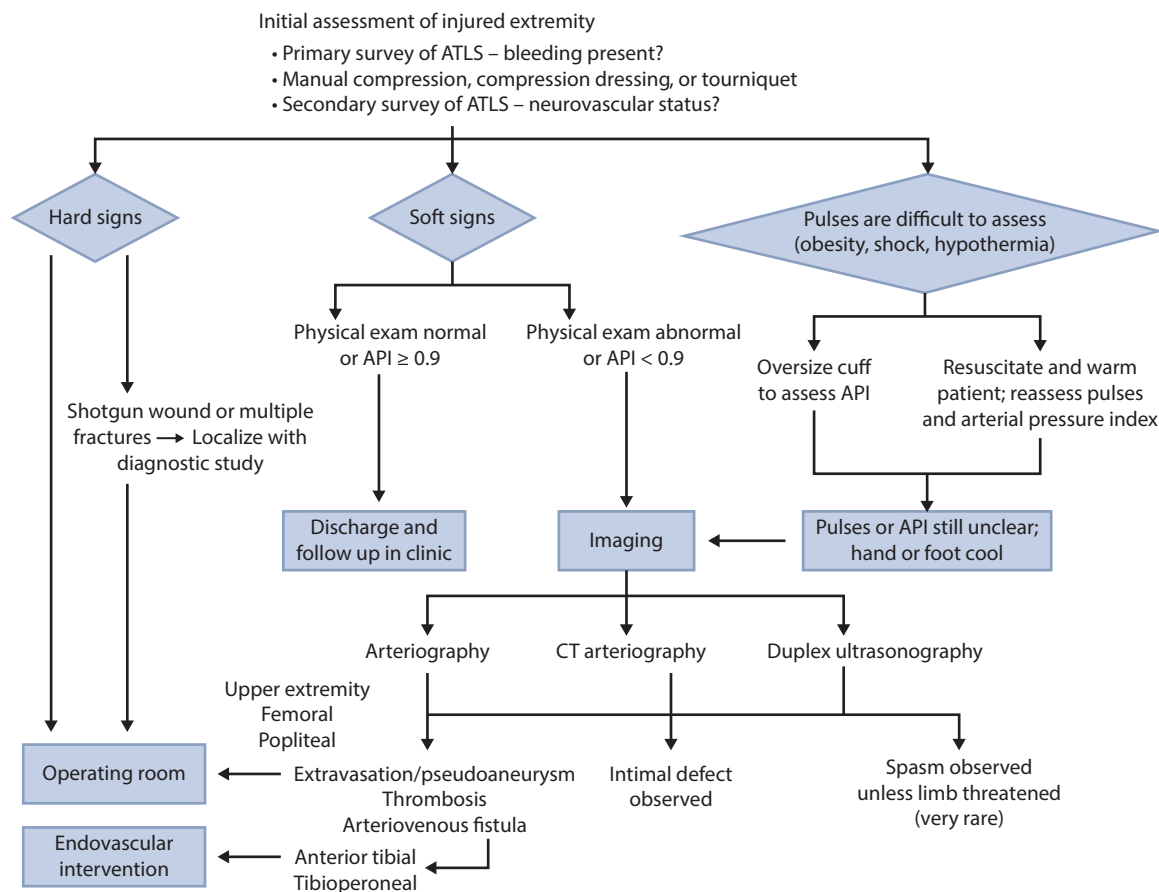 Initial assessment of injured extremity
• Primary survey of ATLS – bleeding present?
• Manual compression, compression dressing, or tourniquet
• Secondary survey of ATLS – neurovascular status?
Hard signs
Soft signs
Pulses are difficult to assess
(obesity, shock, hypothermia)
Physical exam normal
or API ≥ 0.9
Physical exam abnormal
or API < 0.9
Oversize cuff
to assess API
Resuscitate and warm
patient; reassess pulses
and arterial pressure index
Shotgun wound or multiple
fractures → Localize with
diagnostic study
Discharge and
follow up in clinic
Imaging
Pulses or API still unclear;
hand or foot cool
Arteriography
CT arteriography
Duplex ultrasonography
Upper extremity
Femoral
Popliteal
Operating room
Extravasation/pseudoaneurysm
Thrombosis
Arteriovenous fistula
Intimal defect
observed
Spasm observed
unless limb threatened
(very rare)
Endovascular
intervention
Anterior tibial
Tibioperoneal